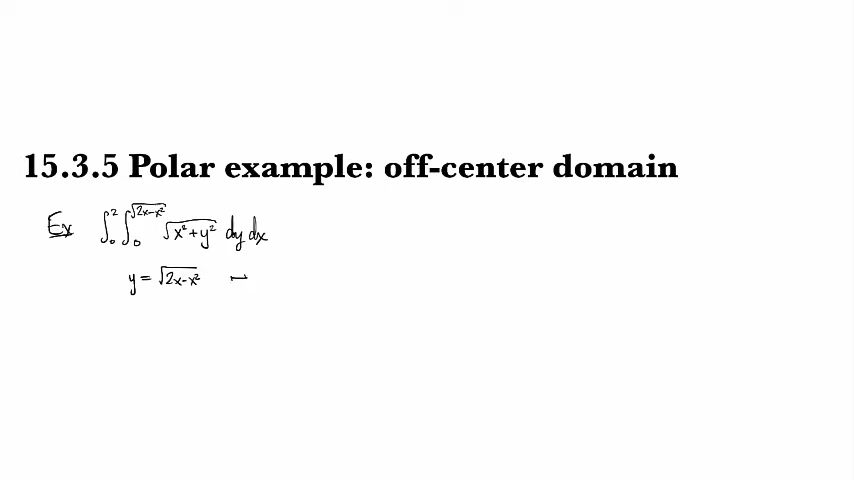 15.3.5 Polar example: off-center domain
Ex ∫₀² ∫₀^√(2x-x²) √(x²+y²) dy dx
y = √(2x-x²)